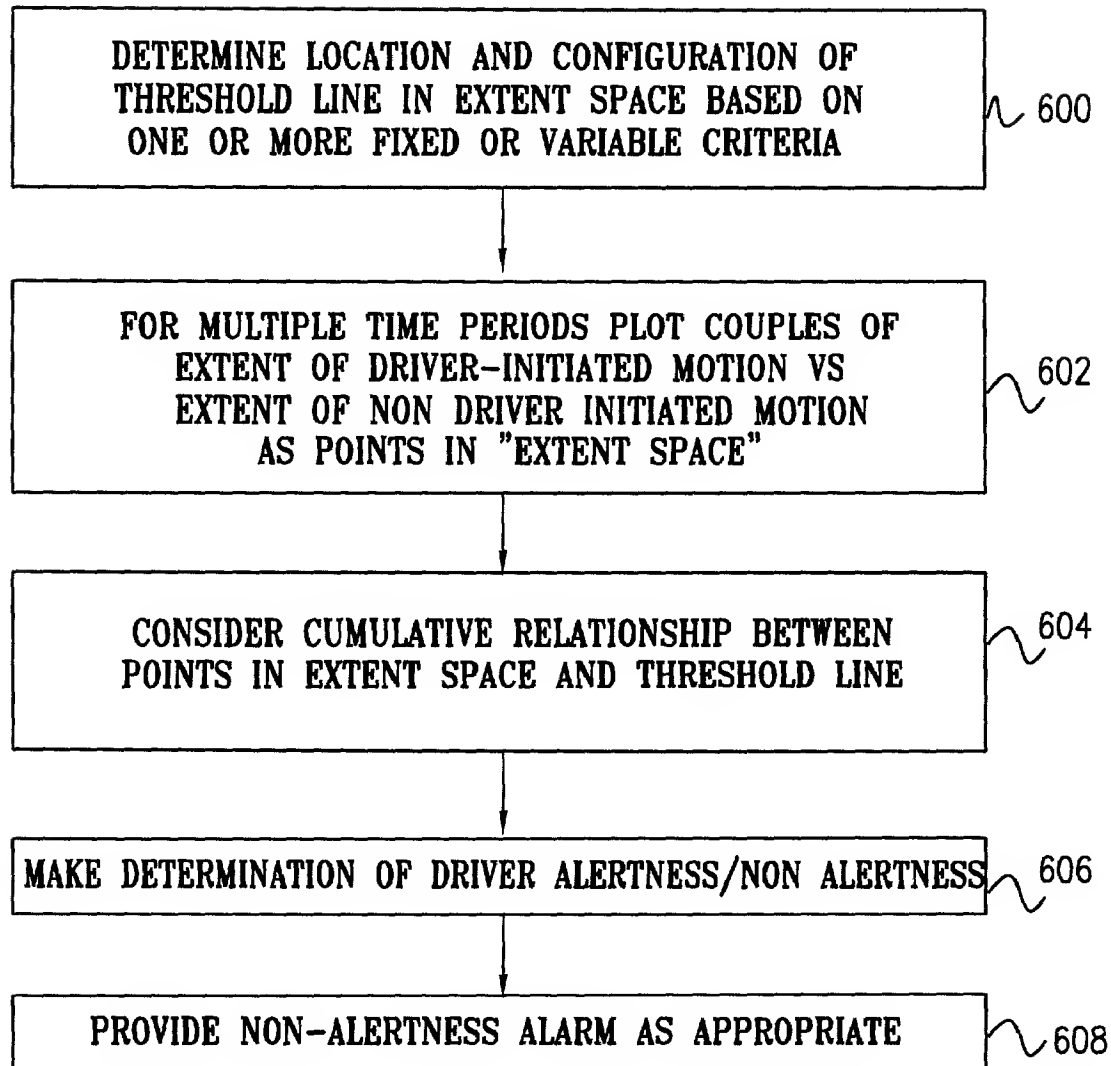 DETERMINE LOCATION AND CONFIGURATION OF
THRESHOLD LINE IN EXTENT SPACE BASED ON
ONE OR MORE FIXED OR VARIABLE CRITERIA
600
FOR MULTIPLE TIME PERIODS PLOT COUPLES OF
EXTENT OF DRIVER-INITIATED MOTION VS
EXTENT OF NON DRIVER INITIATED MOTION
AS POINTS IN "EXTENT SPACE"
602
CONSIDER CUMULATIVE RELATIONSHIP BETWEEN
POINTS IN EXTENT SPACE AND THRESHOLD LINE
604
MAKE DETERMINATION OF DRIVER ALERTNESS/NON ALERTNESS
606
PROVIDE NON-ALERTNESS ALARM AS APPROPRIATE
608